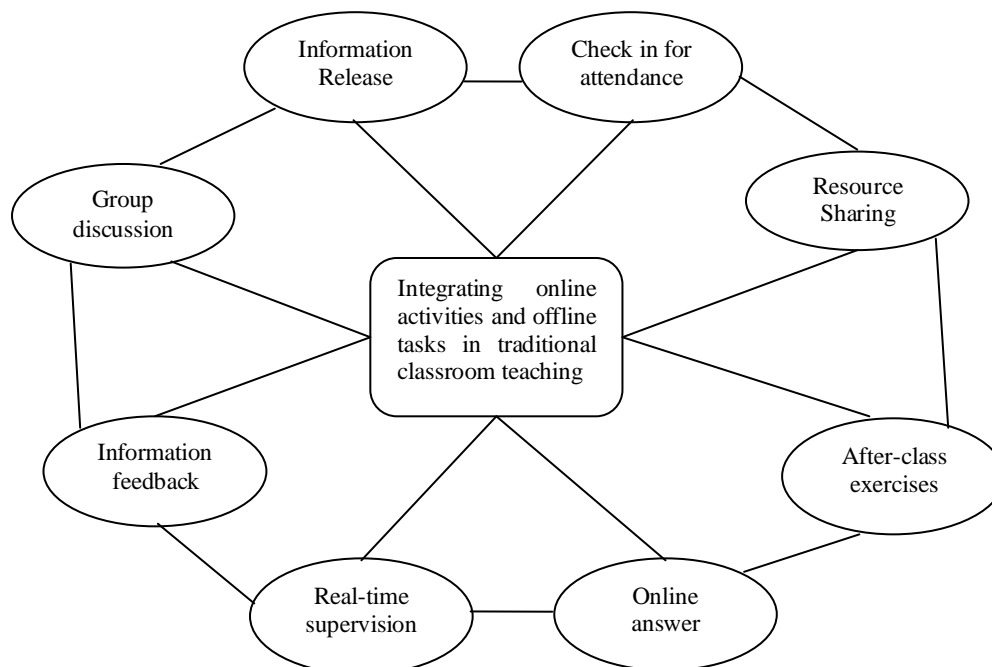 Information
Release
Check in for
attendance
Group
discussion
Resource
Sharing
Integrating online
activities and offline
tasks in traditional
classroom teaching
Information
feedback
After-class
exercises
Real-time
supervision
Online
answer